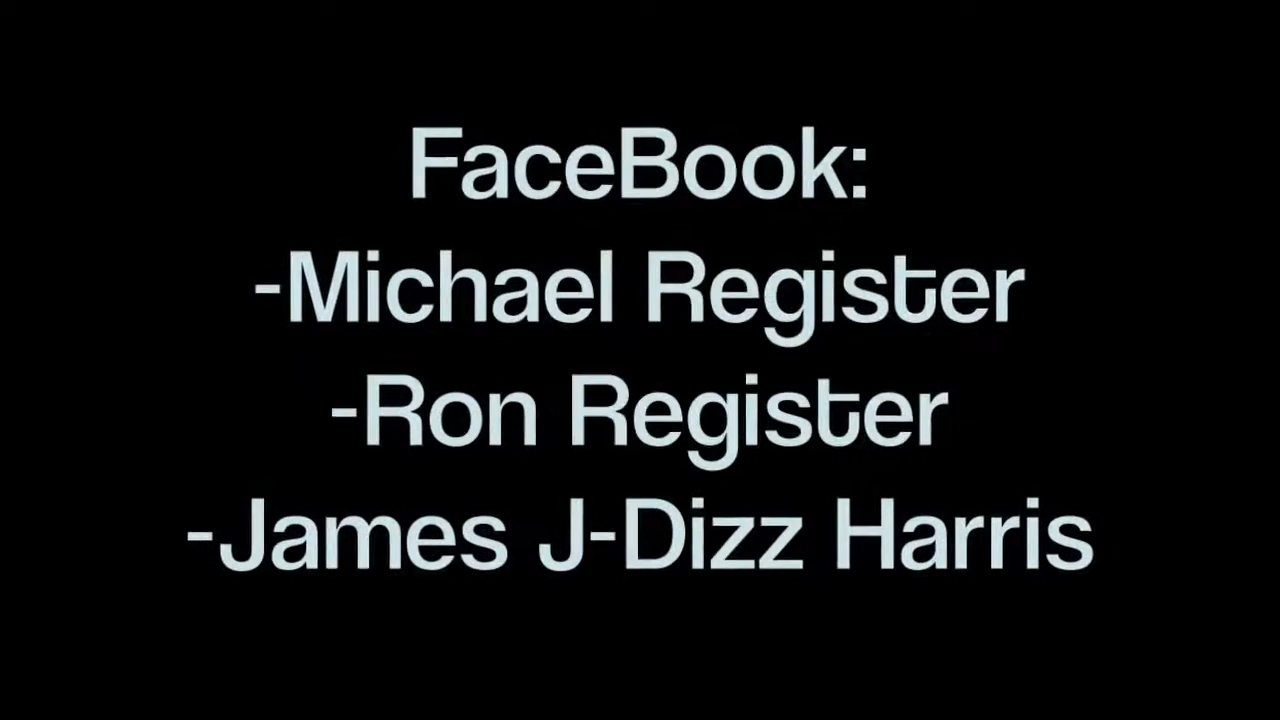 FaceBook:
-Michael Register
-Ron Register
-James J-Dizz Harris